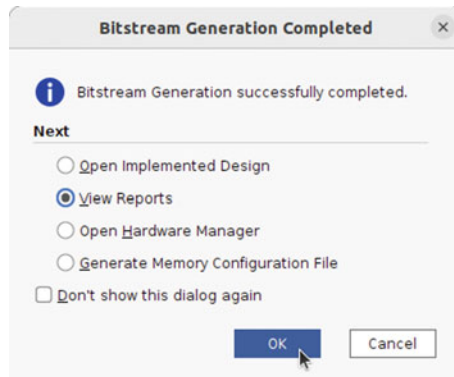 Bitstream Generation Completed
Bitstream Generation successfully completed.
Next
Open Implemented Design
View Reports
Open Hardware Manager
Generate Memory Configuration File
Don't show this dialog again
OK
Cancel